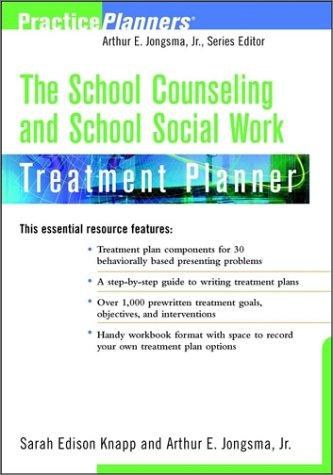 PracticePlanners®
Arthur E. Jongsma, Jr., Series Editor
The School Counseling
and School Social Work
Treatment Planner
This essential resource features:
• Treatment plan components for 30
behaviorally based presenting problems
• A step-by-step guide to writing treatment plans
• Over 1,000 prewritten treatment goals,
objectives, and interventions
• Handy workbook format with space to record
your own treatment plan options
Sarah Edison Knapp and Arthur E. Jongsma, Jr.